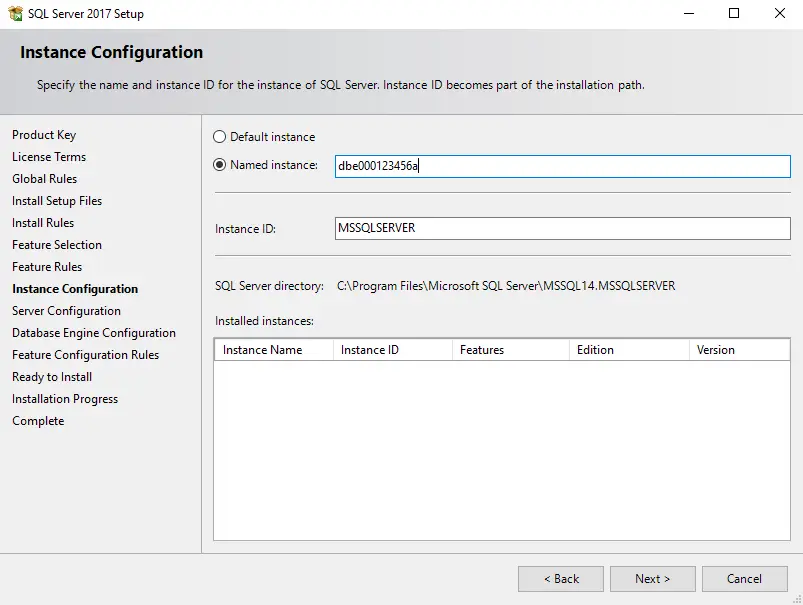 SQL Server 2017 Setup
Instance Configuration
Specify the name and instance ID for the instance of SQL Server. Instance ID becomes part of the installation path.
Product Key
License Terms
Global Rules
Install Setup Files
Install Rules
Feature Selection
Feature Rules
Instance Configuration
Server Configuration
Database Engine Configuration
Feature Configuration Rules
Ready to Install
Installation Progress
Complete
Default instance
Named instance: dbe000123456a
Instance ID: MSSQLSERVER
SQL Server directory: C:\Program Files\Microsoft SQL Server\MSSQL14.MSSQLSERVER
Installed instances:
Instance Name Instance ID Features Edition Version
< Back Next > Cancel